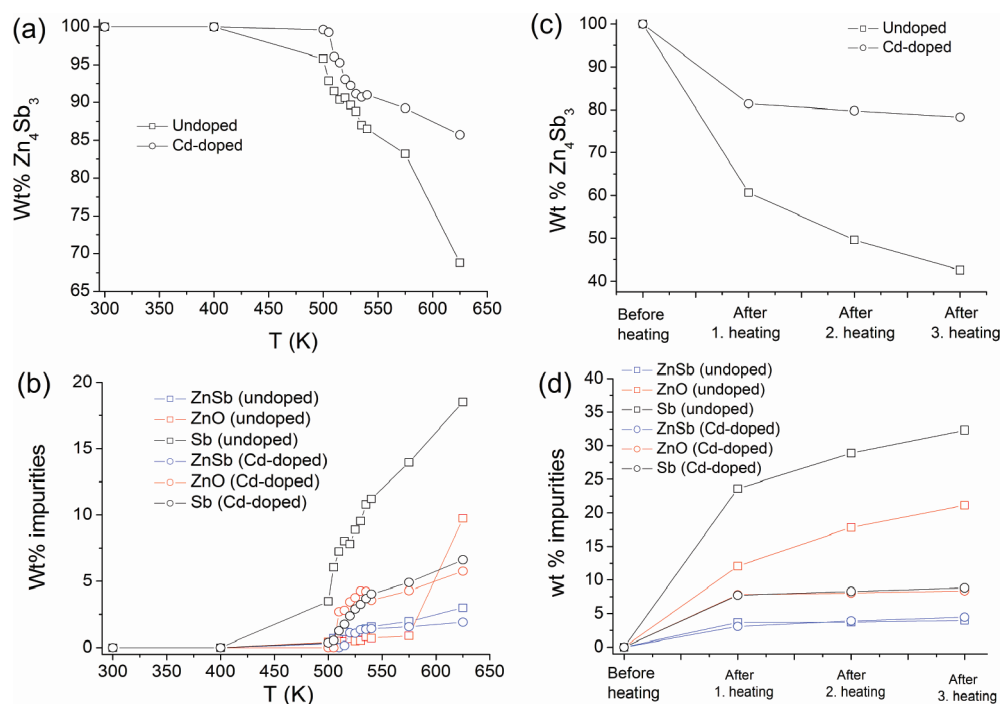 (a)
100
95
90
85
80
75
70
65
Wt% Zn4Sb3
Undoped
Cd-doped
300 350 400 450 500 550 600 650
T (K)
(c)
100
90
80
70
60
50
40
Wt % Zn4Sb3
Undoped
Cd-doped
Before heating
After 1. heating
After 2. heating
After 3. heating
(b)
20
15
10
5
0
Wt% impurities
ZnSb (undoped)
ZnO (undoped)
Sb (undoped)
ZnSb (Cd-doped)
ZnO (Cd-doped)
Sb (Cd-doped)
300 350 400 450 500 550 600 650
T (K)
(d)
40
35
30
25
20
15
10
5
0
wt % impurities
ZnSb (undoped)
ZnO (undoped)
Sb (undoped)
ZnSb (Cd-doped)
ZnO (Cd-doped)
Sb (Cd-doped)
Before heating
After 1. heating
After 2. heating
After 3. heating